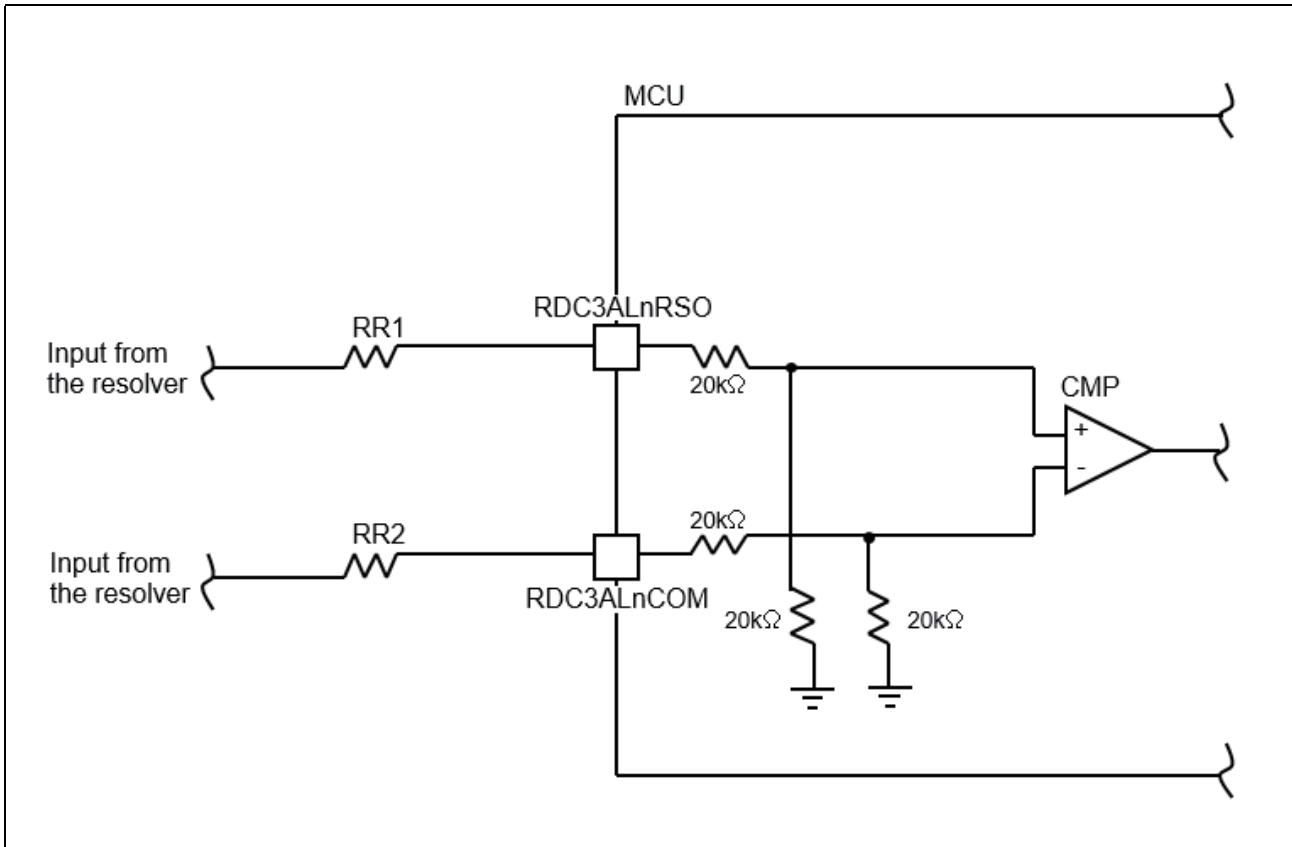 MCU
RDC3ALnRSO
RR1
Input from
the resolver
20kΩ
CMP
+
-
RR2
20kΩ
Input from
the resolver
RDC3ALnCOM
20kΩ
20kΩ